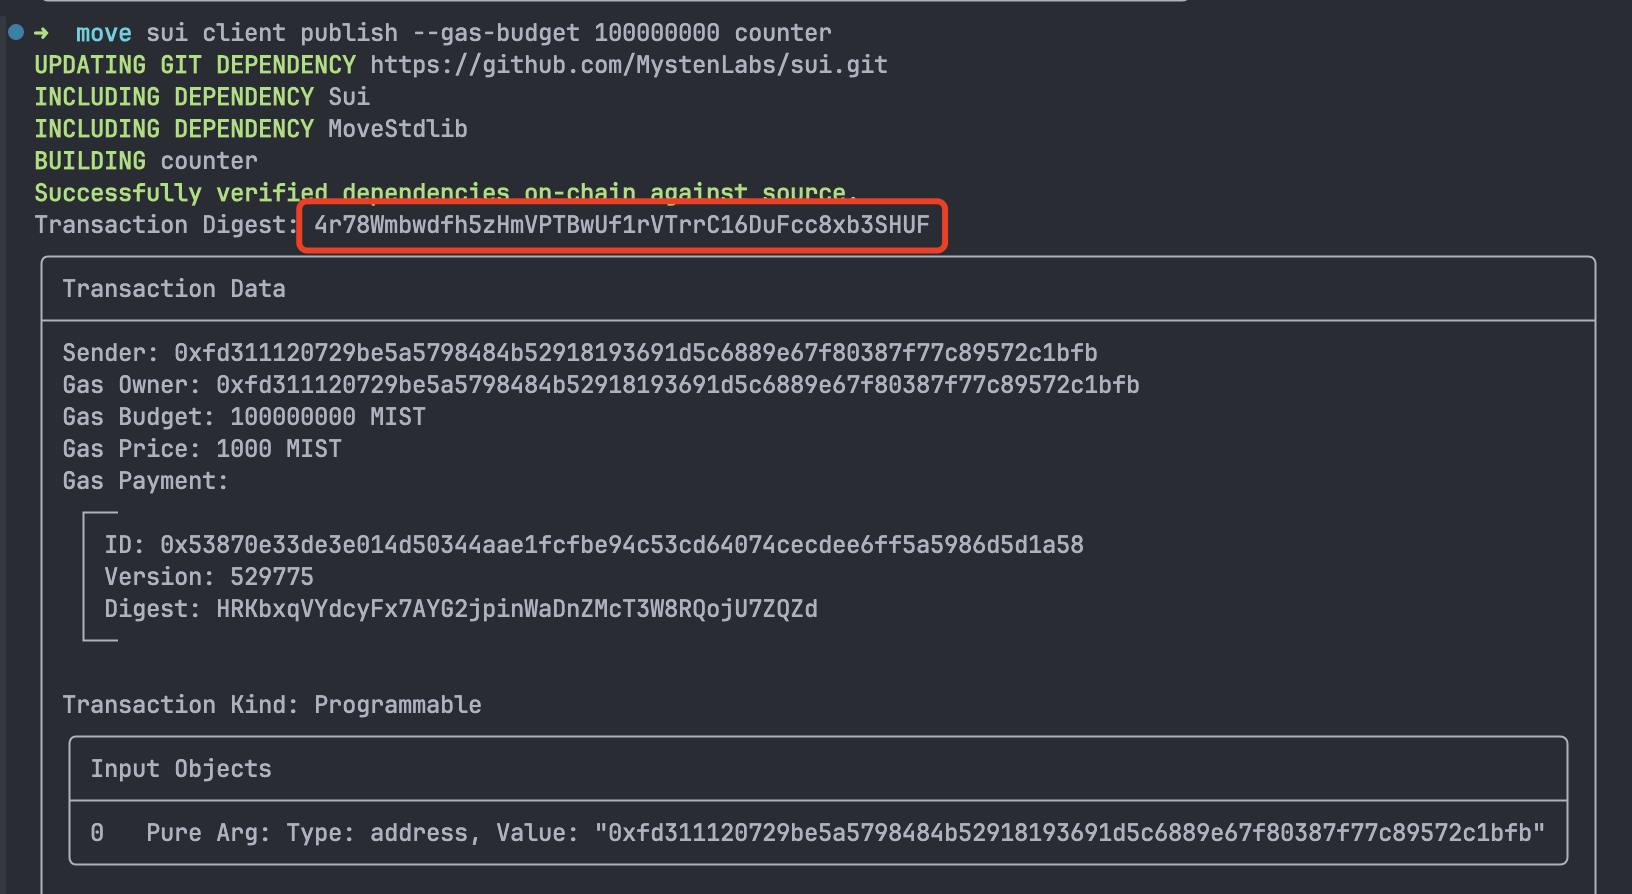 ➜ move sui client publish --gas-budget 100000000 counter
UPDATING GIT DEPENDENCY https://github.com/MystenLabs/sui.git
INCLUDING DEPENDENCY Sui
INCLUDING DEPENDENCY MoveStdlib
BUILDING counter
Successfully verified dependencies on-chain against source.
Transaction Digest: 4r78Wmbwdfh5zHmVPTBwUf1rVTrrC16DuFcc8xb3SHUF
Transaction Data
Sender: 0xfd311120729be5a5798484b52918193691d5c6889e67f80387f77c89572c1bfb
Gas Owner: 0xfd311120729be5a5798484b52918193691d5c6889e67f80387f77c89572c1bfb
Gas Budget: 100000000 MIST
Gas Price: 1000 MIST
Gas Payment:
ID: 0x53870e33de3e014d50344aae1fcfbe94c53cd64074cecdee6ff5a5986d5d1a58
Version: 529775
Digest: HRKbxqVYdcyFx7AYG2jpinWaDnZMcT3W8RQojU7ZQZd
Transaction Kind: Programmable
Input Objects
0 Pure Arg: Type: address, Value: "0xfd311120729be5a5798484b52918193691d5c6889e67f80387f77c89572c1bfb"